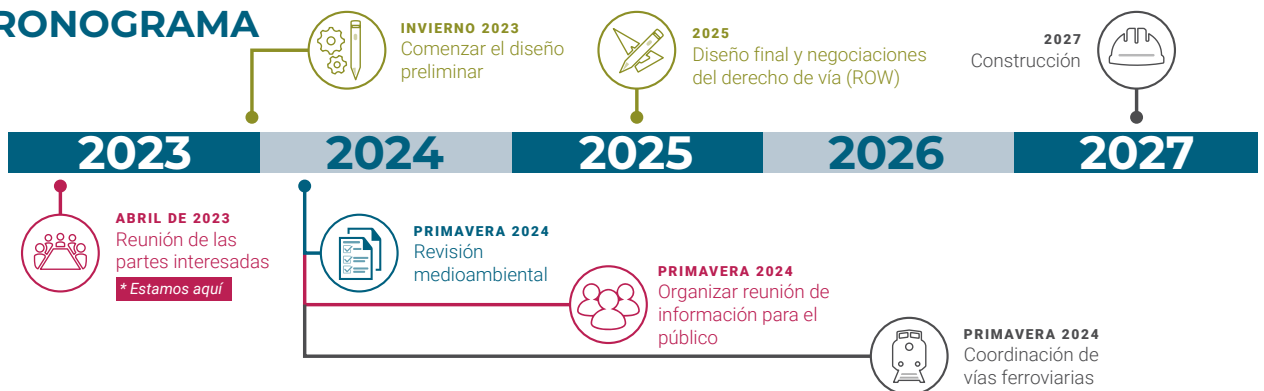 RONOGRAMA
INVIERNO 2023
Comenzar el diseño
preliminar
2025
Diseño final y negociaciones
del derecho de vía (ROW)
2027
Construcción
2023
2024
2025
2026
2027
ABRIL DE 2023
Reunión de las
partes interesadas
* Estamos aquí
PRIMAVERA 2024
Revisión
medioambiental
PRIMAVERA 2024
Organizar reunión de
información para el
público
PRIMAVERA 2024
Coordinación de
vías ferroviarias